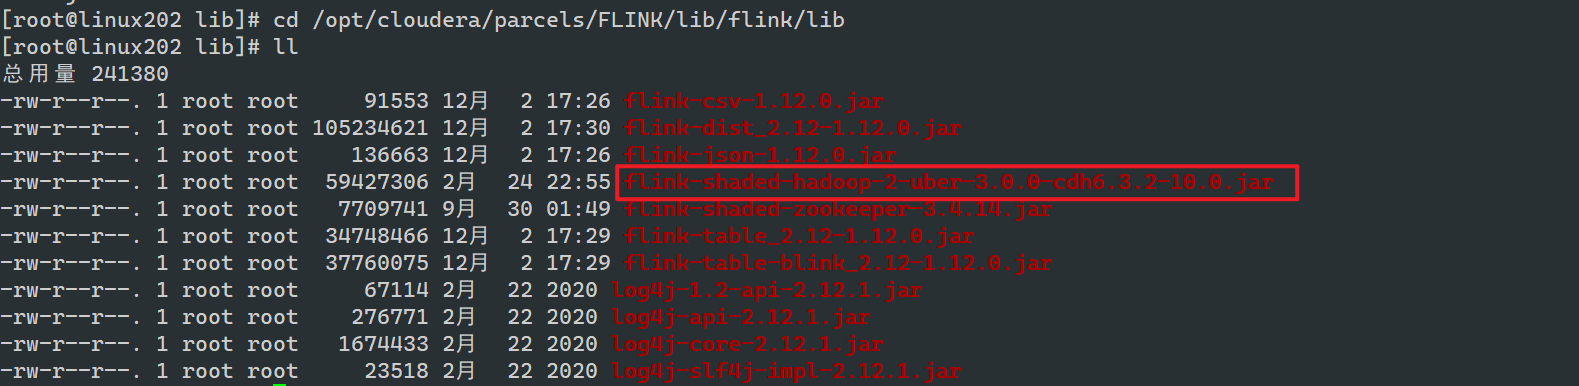 [root@linux202 lib]# cd /opt/cloudera/parcels/FLINK/lib/flink/lib
[root@linux202 lib]# ll
总用量 241380
-rw-r--r--. 1 root root     91553 12月  2 17:26 flink-csv-1.12.0.jar
-rw-r--r--. 1 root root 105234621 12月  2 17:30 flink-dist_2.12-1.12.0.jar
-rw-r--r--. 1 root root    136663 12月  2 17:26 flink-json-1.12.0.jar
-rw-r--r--. 1 root root  59427306 2月  24 22:55 flink-shaded-hadoop-2-uber-3.0.0-cdh6.3.2-10.0.jar
-rw-r--r--. 1 root root   7709741 9月  30 01:49 flink-shaded-zookeeper-3.4.14.jar
-rw-r--r--. 1 root root  34748466 12月  2 17:29 flink-table_2.12-1.12.0.jar
-rw-r--r--. 1 root root  37760075 12月  2 17:29 flink-table-blink_2.12-1.12.0.jar
-rw-r--r--. 1 root root     67114 2月  22 2020 log4j-1.2-api-2.12.1.jar
-rw-r--r--. 1 root root    276771 2月  22 2020 log4j-api-2.12.1.jar
-rw-r--r--. 1 root root   1674433 2月  22 2020 log4j-core-2.12.1.jar
-rw-r--r--. 1 root root     23518 2月  22 2020 log4j-slf4j-impl-2.12.1.jar